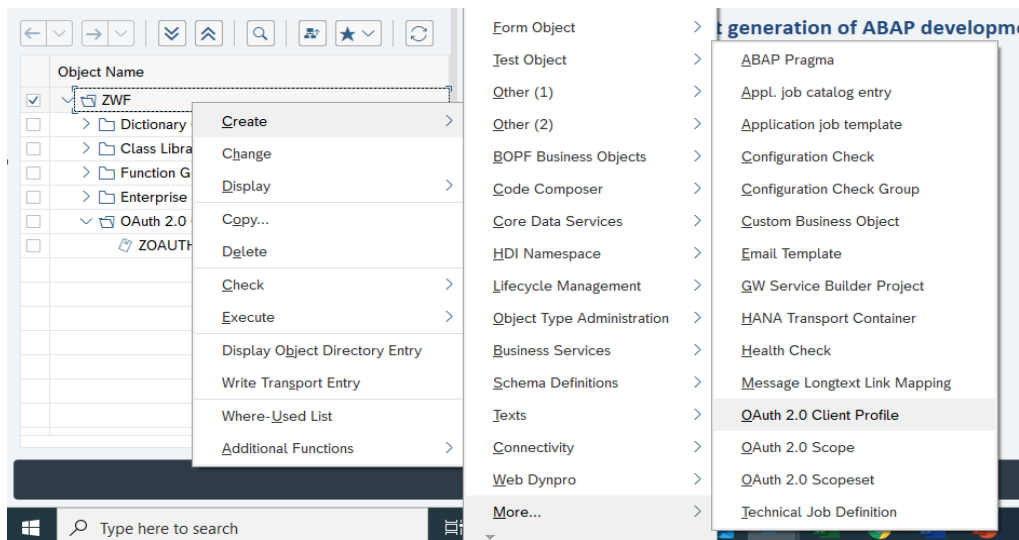 Object Name
ZWF
Dictionary
Class Libra
Function G
Enterprise
OAuth 2.0
ZOAUTH
Create
Change
Display
Copy...
Delete
Check
Execute
Display Object Directory Entry
Write Transport Entry
Where-Used List
Additional Functions
Form Object
Test Object
Other (1)
Other (2)
BOPF Business Objects
Code Composer
Core Data Services
HDI Namespace
Lifecycle Management
Object Type Administration
Business Services
Schema Definitions
Texts
Connectivity
Web Dynpro
More...
t generation of ABAP developm
ABAP Pragma
Appl. job catalog entry
Application job template
Configuration Check
Configuration Check Group
Custom Business Object
Email Template
GW Service Builder Project
HANA Transport Container
Health Check
Message Longtext Link Mapping
OAuth 2.0 Client Profile
OAuth 2.0 Scope
OAuth 2.0 Scopeset
Technical Job Definition
Type here to search